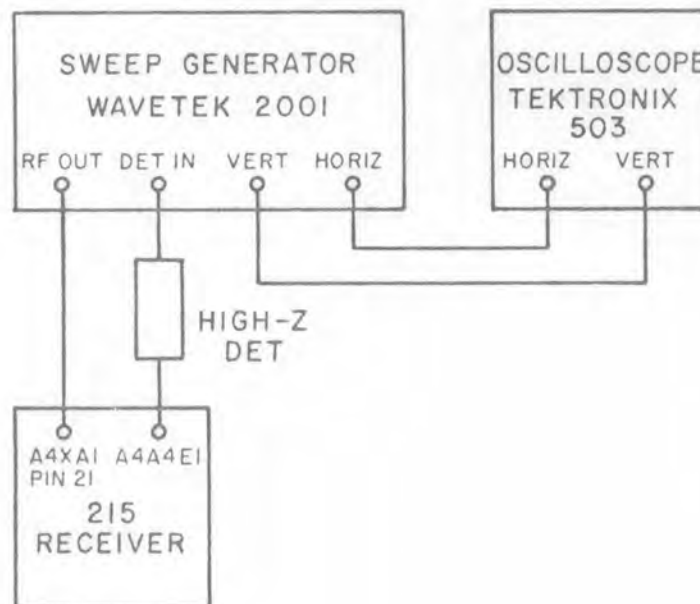 SWEEP GENERATOR
WAVETEK 2001
RF OUT DET IN VERT HORIZ
OSCILLOSCOPE
TEKTRONIX
503
HORIZ VERT
HIGH-Z
DET
A4XA1 A4A4E1
PIN 21
215
RECEIVER